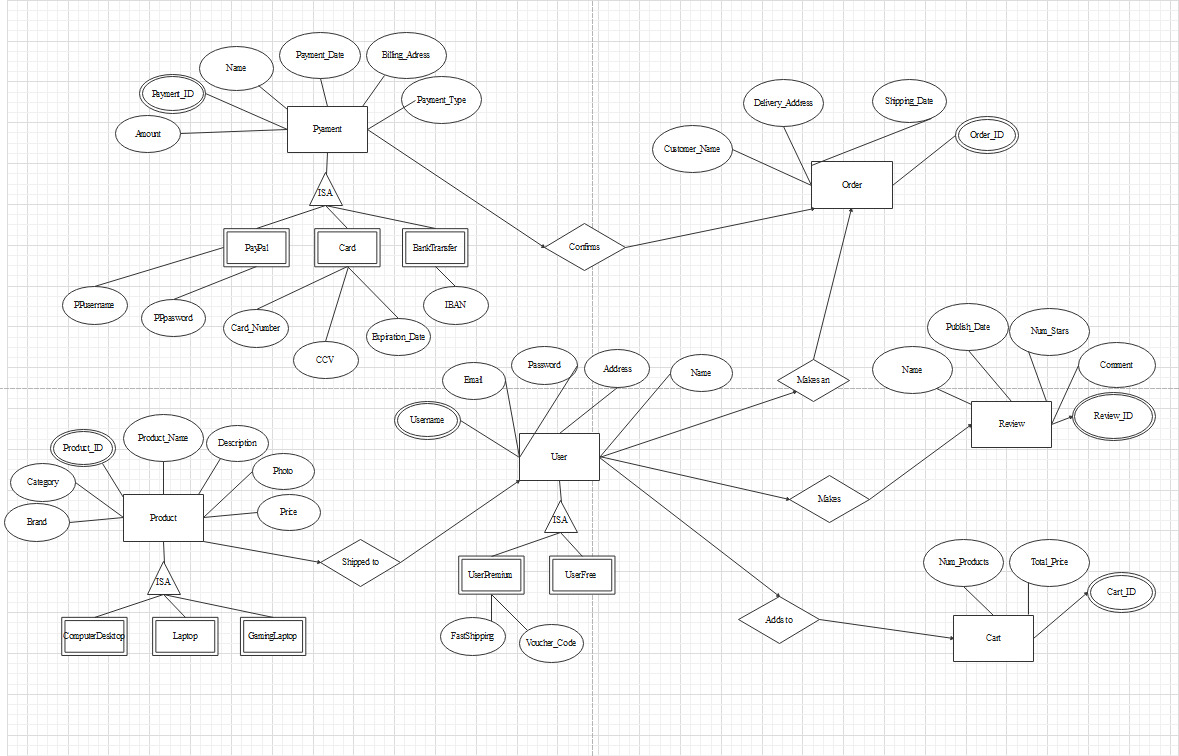 Payment_Date
Billing_Adress
Name
Payment_ID
Payment_Type
Amount
Pyament
ISA
PayPal
Card
BankTransfer
PPusername
PPpasword
Card_Number
CCV
Expiration_Date
IBAN
Confirms
Delivery_Address
Shipping_Date
Customer_Name
Order_ID
Order
Makes an
Publish_Date
Num_Stars
Name
Comment
Review_ID
Review
Email
Password
Address
Name
Username
User
Makes
ISA
UserPremium
UserFree
FastShipping
Voucher_Code
Product_ID
Product_Name
Description
Category
Photo
Brand
Price
Product
Shipped to
ISA
ComputerDesktop
Laptop
GamingLaptop
Adds to
Num_Products
Total_Price
Cart_ID
Cart